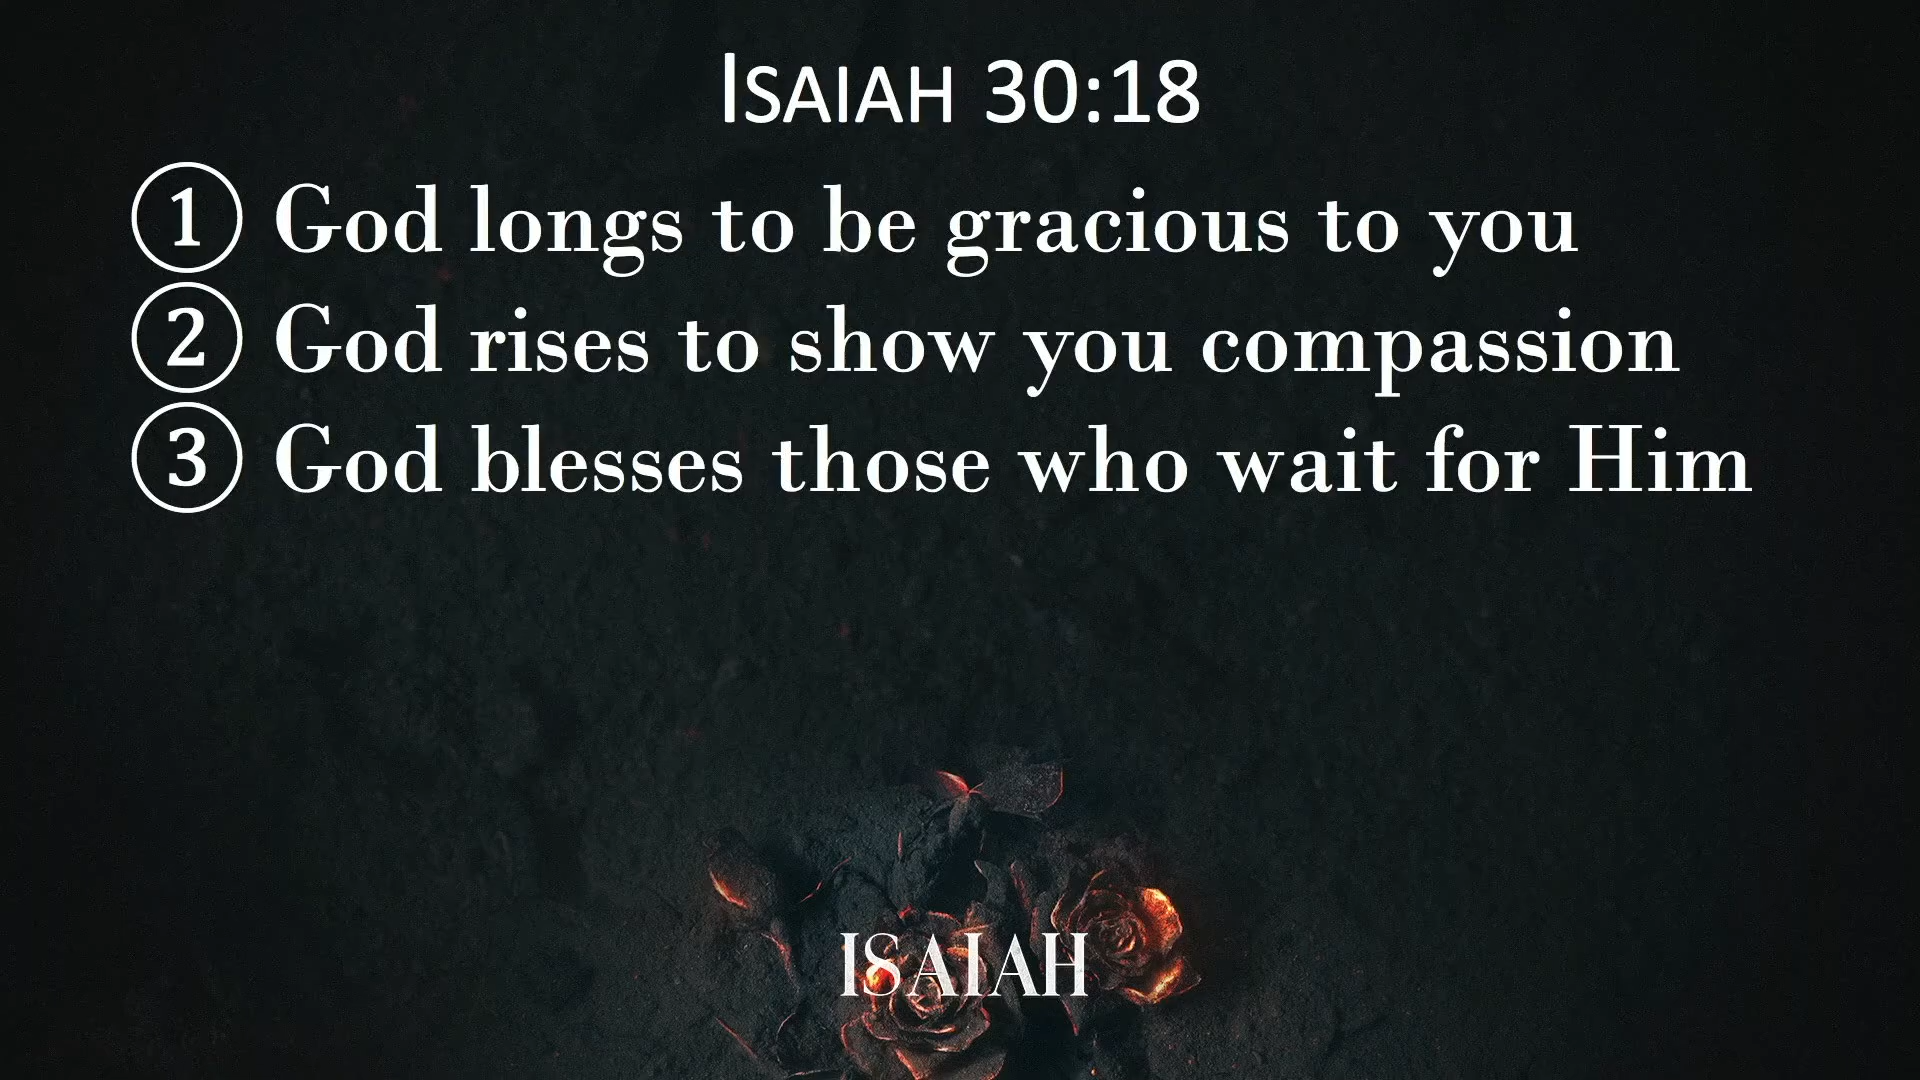 ISAIAH 30:18
① God longs to be gracious to you
② God rises to show you compassion
③ God blesses those who wait for Him
ISAIAH